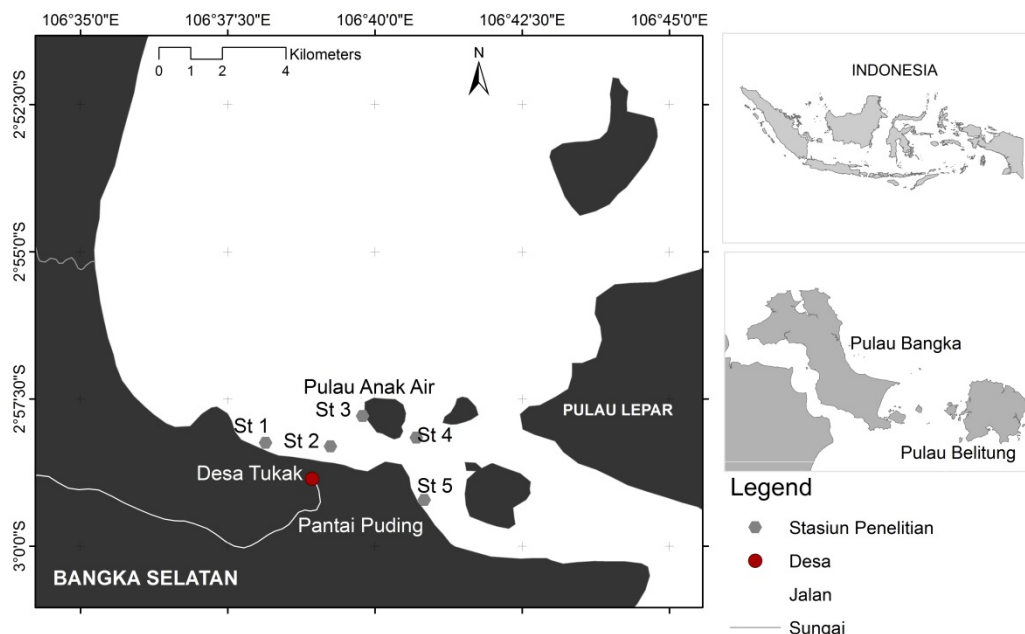 106°35'0"E 106°37'30"E 106°40'0"E 106°42'30"E 106°45'0"E
Kilometers
0 1 2 4
N
2°52'30"S
2°55'0"S
2°57'30"S
3°0'0"S
Pulau Anak Air
St 3
St 1
St 2
St 4
PULAU LEPAR
Desa Tukak
St 5
Pantai Puding
BANGKA SELATAN
INDONESIA
Pulau Bangka
Pulau Belitung
Legend
Stasiun Penelitian
Desa
Jalan
Sungai